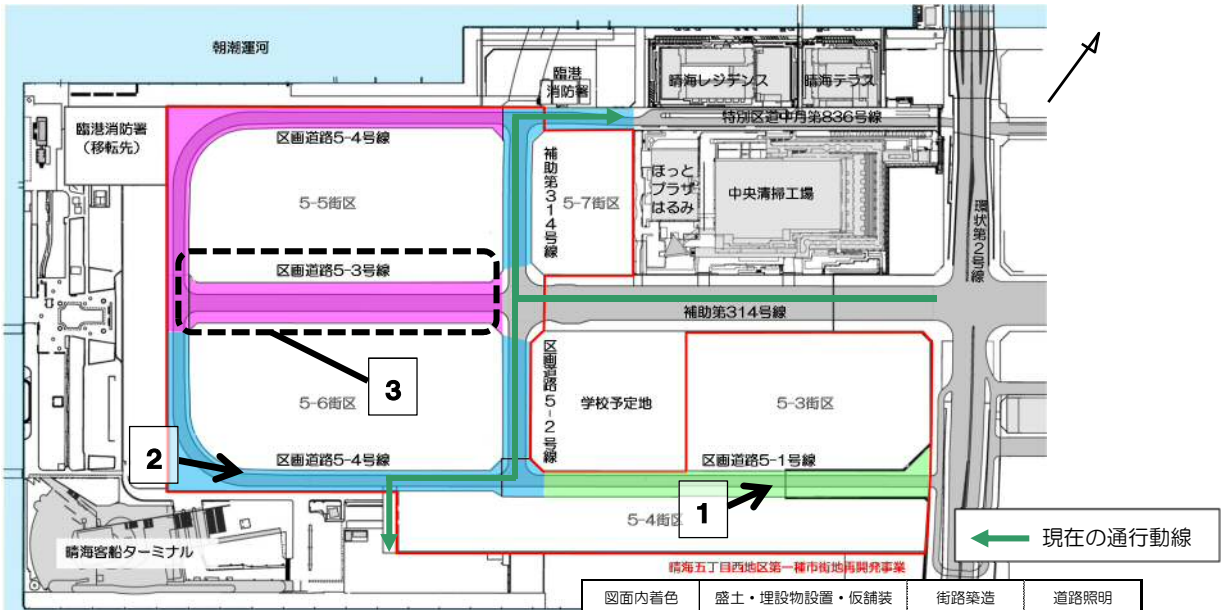 朝潮運河
臨港
消防署
晴海レジデンス
晴海テラス
臨港消防署
（移転先）
特別区道中月第836号線
区画道路5-4号線
補助第314号線
ほっと
プラザ
はるみ
中央清掃工場
5-5街区
5-7街区
環状第2号線
区画道路5-3号線
補助第314号線
3
区画道路5-2号線
5-6街区
学校予定地
5-3街区
2
区画道路5-4号線
区画道路5-1号線
1
5-4街区
現在の通行動線
晴海客船ターミナル
晴海五丁目西地区第一種市街地再開発事業
図面内着色
盛土・埋設物設置・仮舗装
街路築造
道路照明